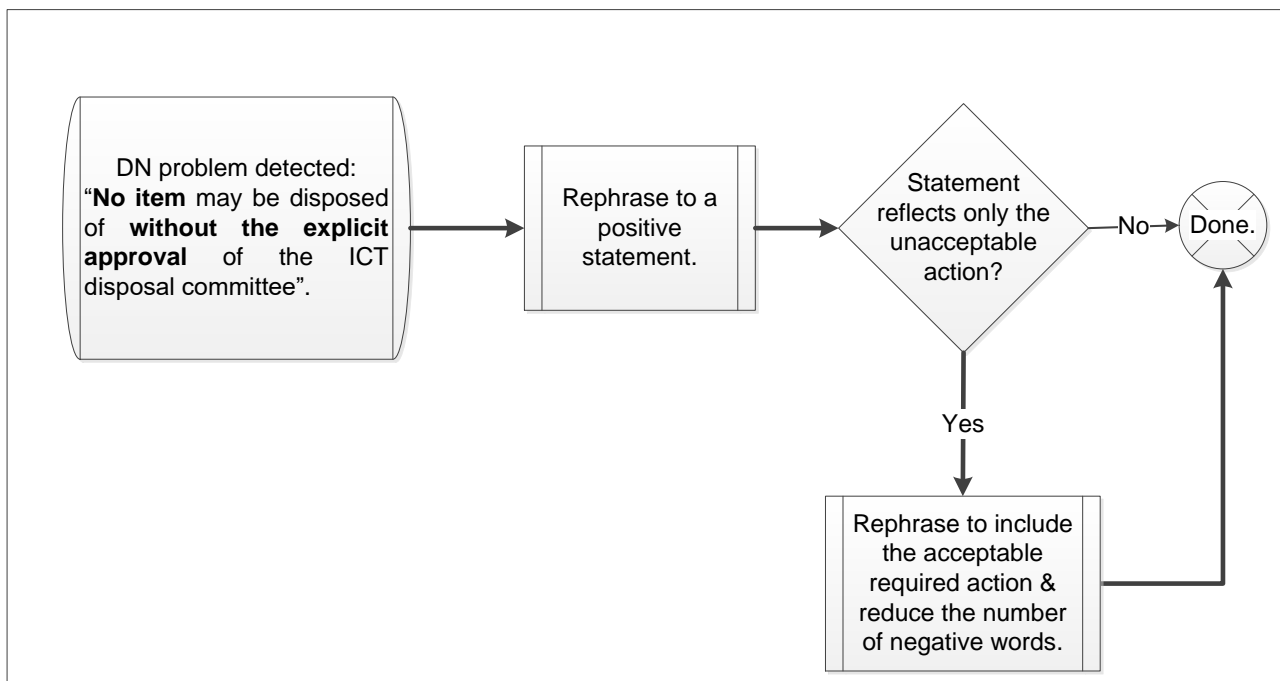 DN problem detected:
“No item may be disposed
of without the explicit
approval of the ICT
disposal committee”.
Rephrase to a
positive
statement.
Statement
reflects only the
unacceptable
action?
No
Done.
Yes
Rephrase to include
the acceptable
required action &
reduce the number
of negative words.